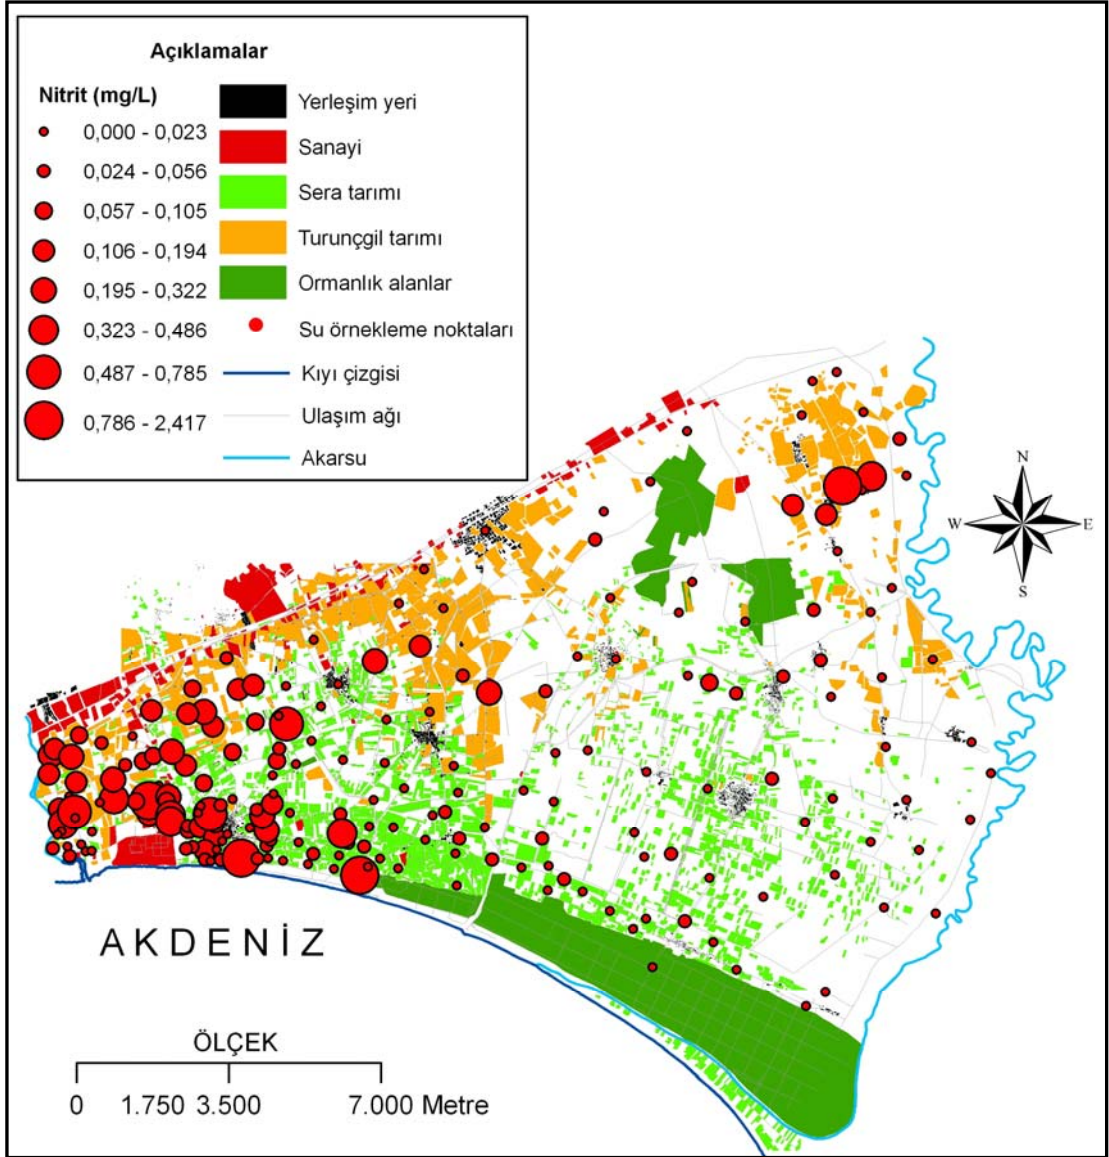 Açıklamalar
Nitrit (mg/L)
0,000 - 0,023
0,024 - 0,056
0,057 - 0,105
0,106 - 0,194
0,195 - 0,322
0,323 - 0,486
0,487 - 0,785
0,786 - 2,417
Yerleşim yeri
Sanayi
Sera tarımı
Turunçgil tarımı
Ormanlık alanlar
Su örnekleme noktaları
Kıyı çizgisi
Ulaşım ağı
Akarsu
N
W E
S
AKDENİZ
ÖLÇEK
0 1.750 3.500 7.000 Metre